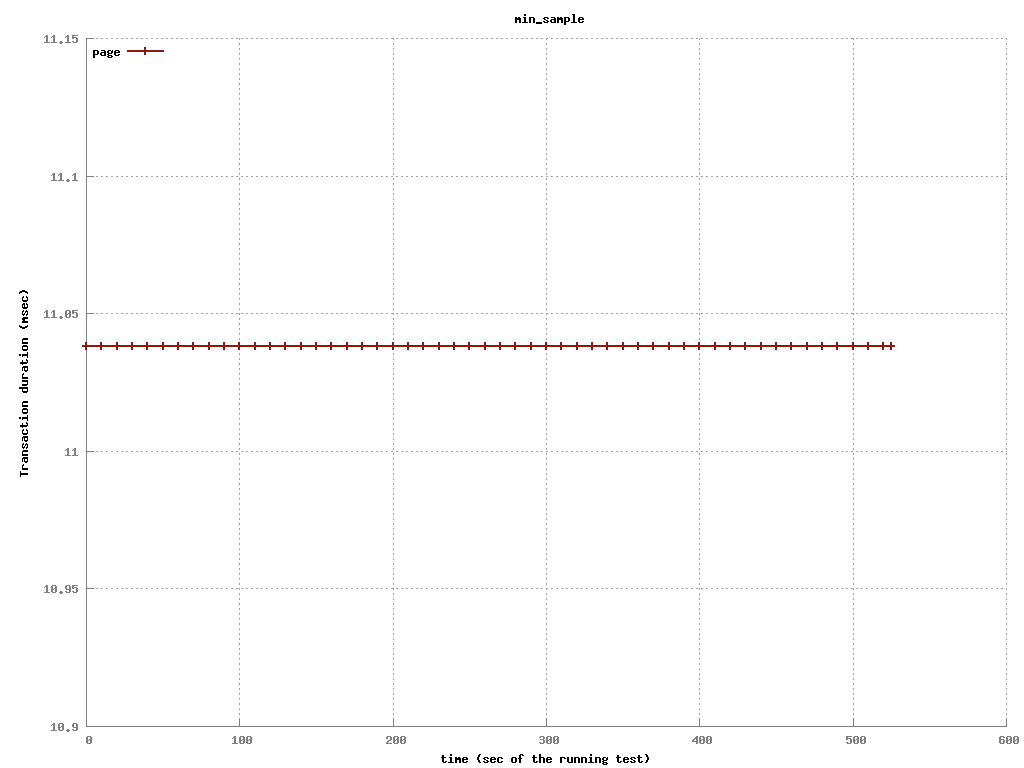 min_sample
page
11.15
11.1
11.05
11
10.95
10.9
Transaction duration (msec)
0 100 200 300 400 500 600
time (sec of the running test)